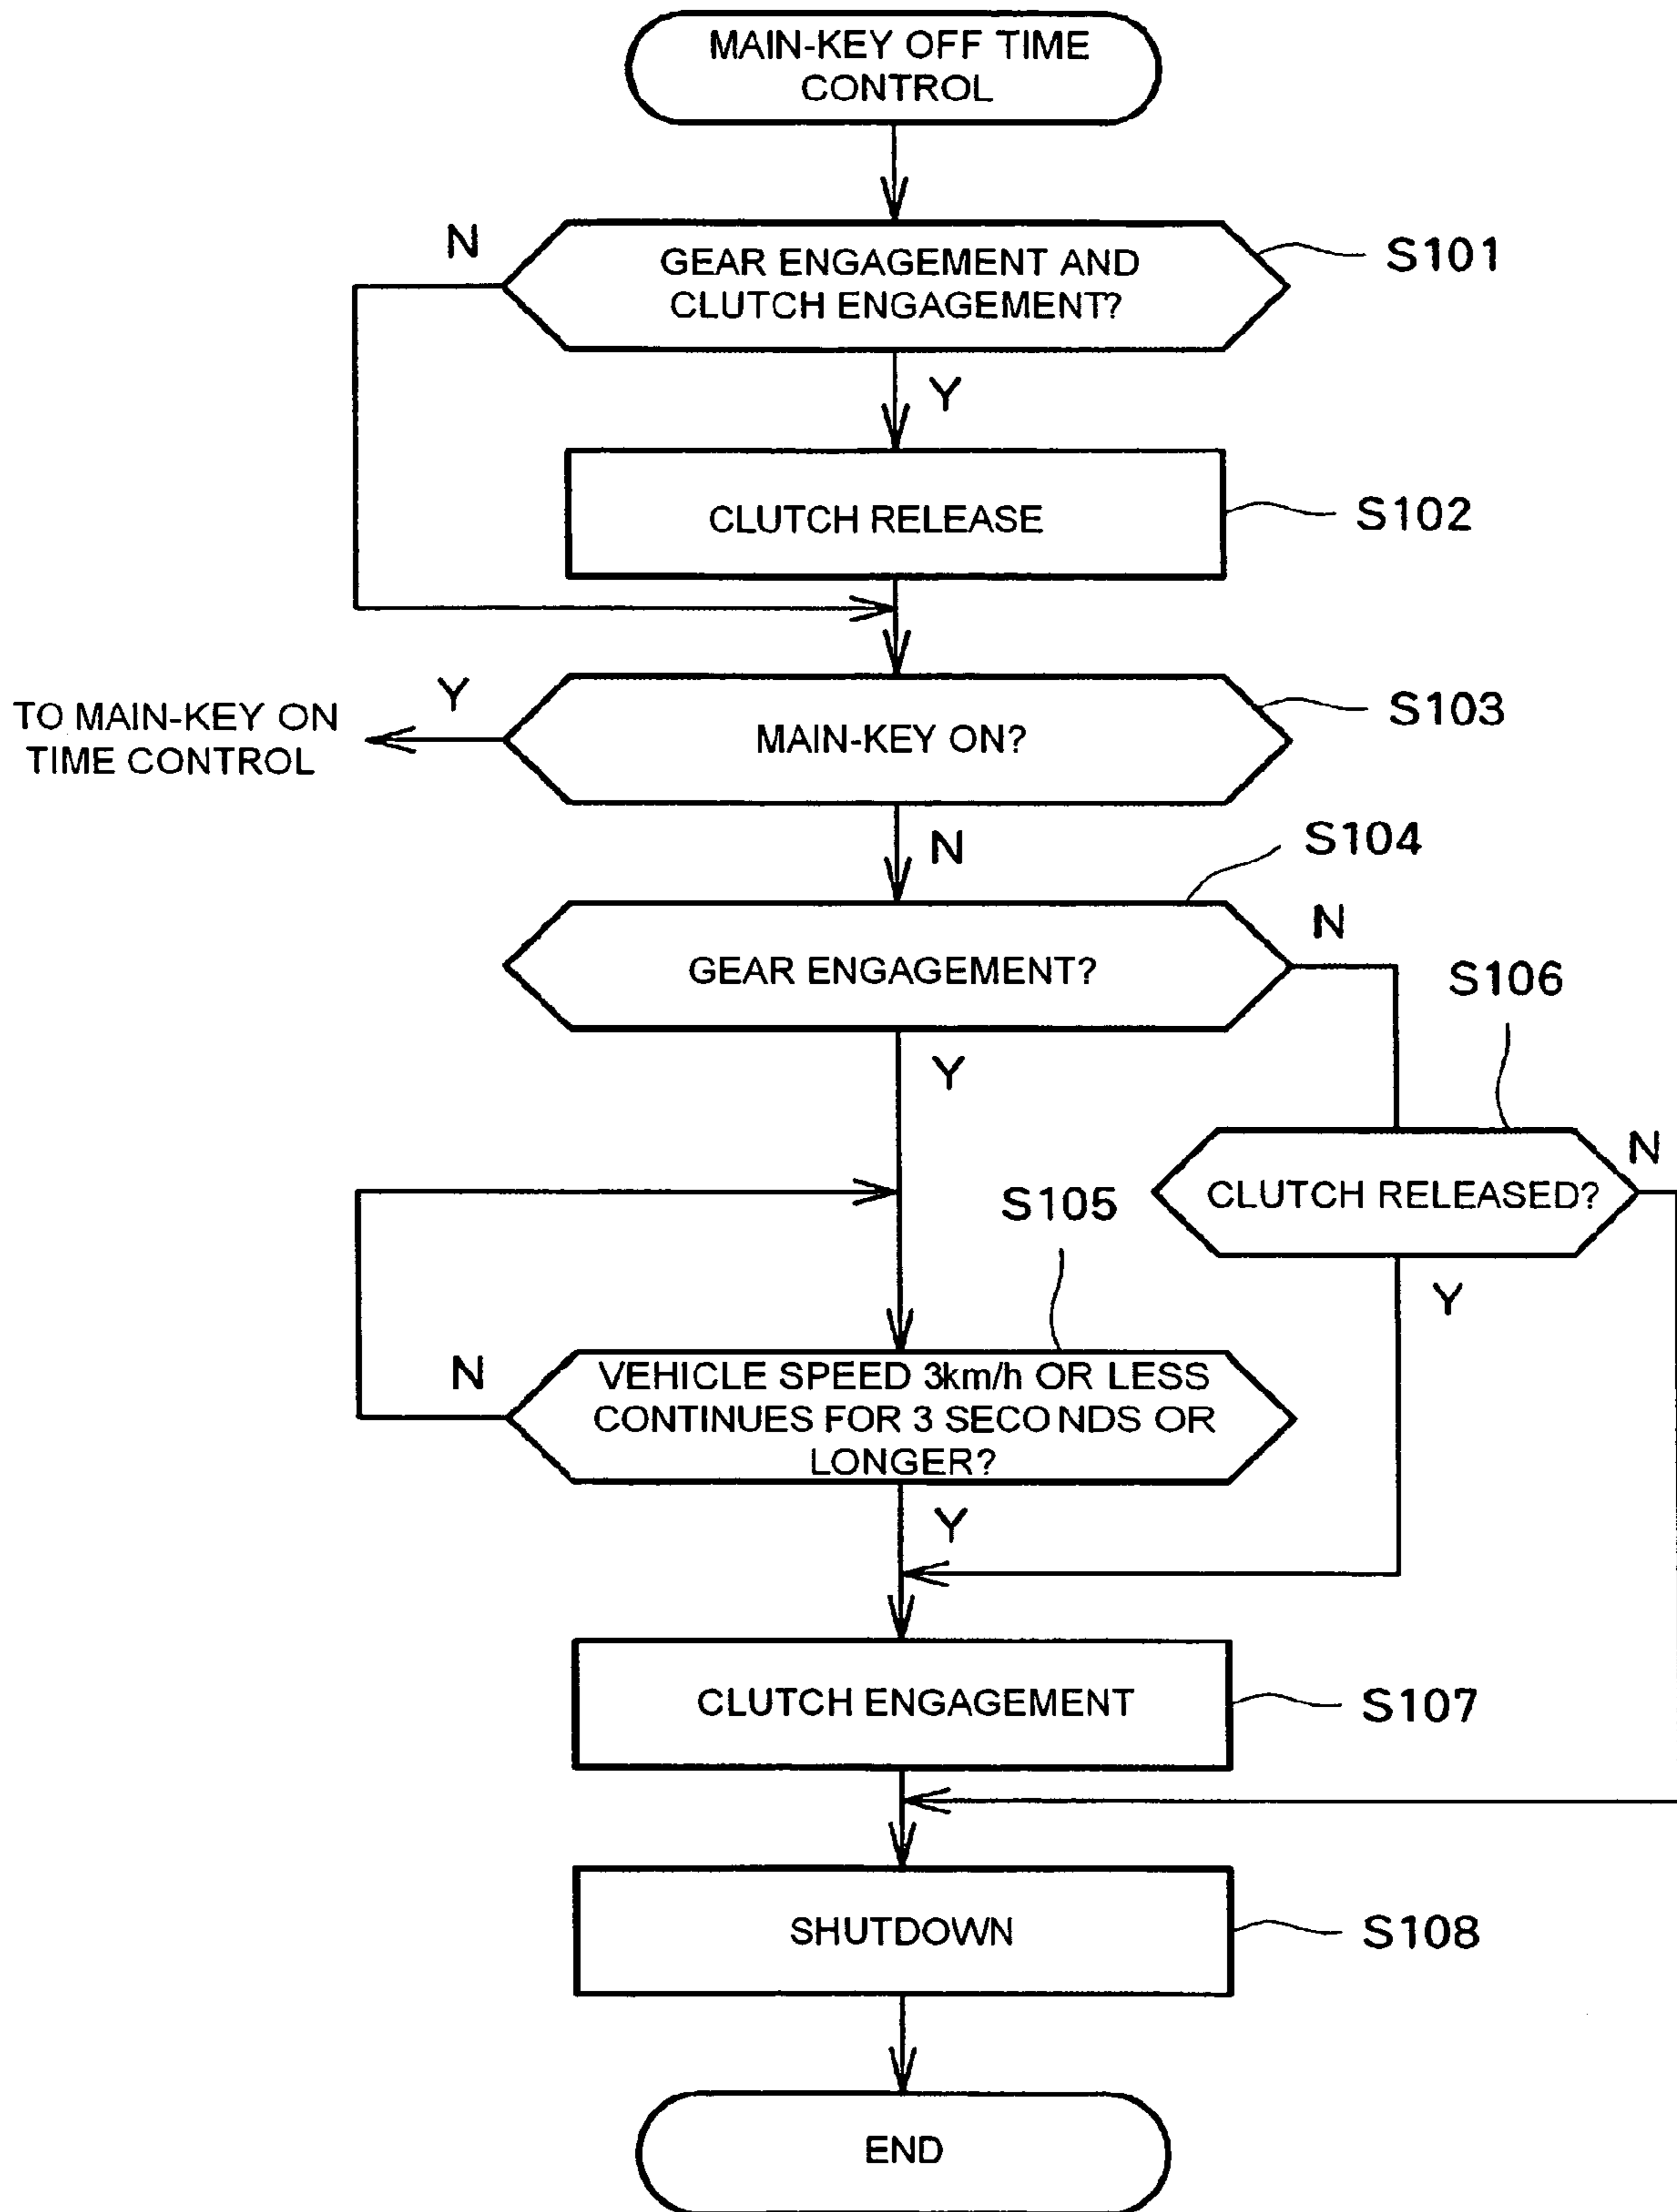 MAIN-KEY OFF TIME
CONTROL
N
GEAR ENGAGEMENT AND
CLUTCH ENGAGEMENT?
S101
Y
CLUTCH RELEASE
S102
Y
TO MAIN-KEY ON
TIME CONTROL
MAIN-KEY ON?
S103
N
S104
GEAR ENGAGEMENT?
N
S106
Y
CLUTCH RELEASED?
N
S105
Y
N
VEHICLE SPEED 3km/h OR LESS
CONTINUES FOR 3 SECONDS OR
LONGER?
Y
CLUTCH ENGAGEMENT
S107
SHUTDOWN
S108
END